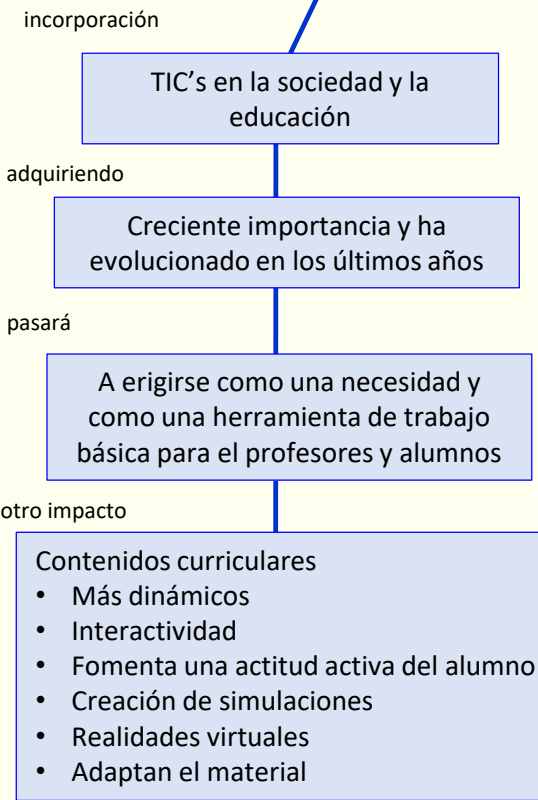 incorporación
TIC’s en la sociedad y la
educación
adquiriendo
Creciente importancia y ha
evolucionado en los últimos años
pasará
A erigirse como una necesidad y
como una herramienta de trabajo
básica para el profesores y alumnos
otro impacto
Contenidos curriculares
• Más dinámicos
• Interactividad
• Fomenta una actitud activa del alumno
• Creación de simulaciones
• Realidades virtuales
• Adaptan el material